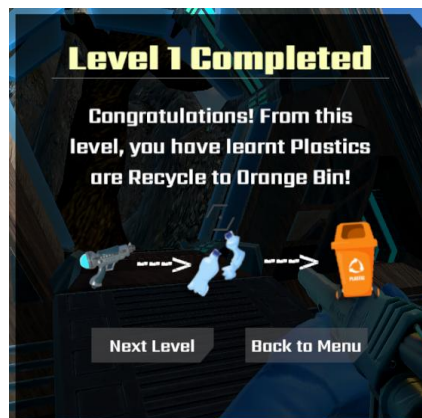 Level 1 Completed
Congratulations! From this
level, you have learnt Plastics
are Recycle to Orange Bin!
--->
--->
PLASTIC
Next Level
Back to Menu